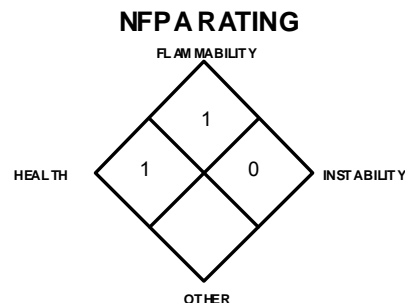 NFPA RATING
FLAMMABILITY
1
HEALTH 1 0 INSTABILITY
OTHER